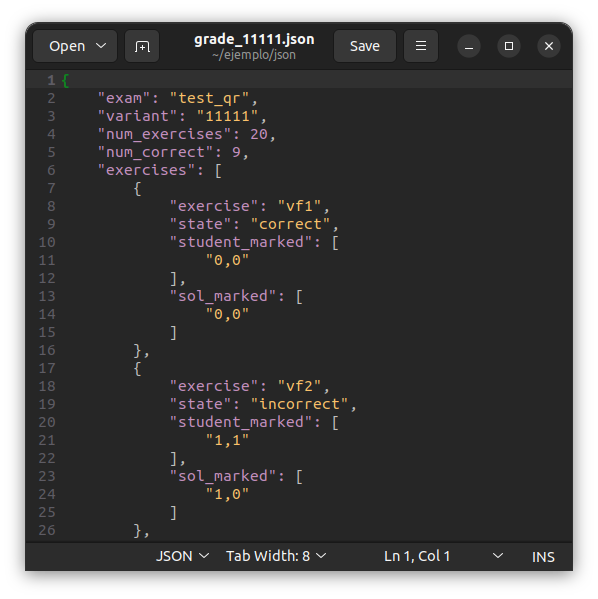 Open
grade_11111.json
~/ejemplo/json
Save
1 {
2     "exam": "test_qr",
3     "variant": "11111",
4     "num_exercises": 20,
5     "num_correct": 9,
6     "exercises": [
7         {
8             "exercise": "vf1",
9             "state": "correct",
10             "student_marked": [
11                 "0,0"
12             ],
13             "sol_marked": [
14                 "0,0"
15             ]
16         },
17         {
18             "exercise": "vf2",
19             "state": "incorrect",
20             "student_marked": [
21                 "1,1"
22             ],
23             "sol_marked": [
24                 "1,0"
25             ]
26         },
JSON Tab Width: 8 Ln 1, Col 1 INS